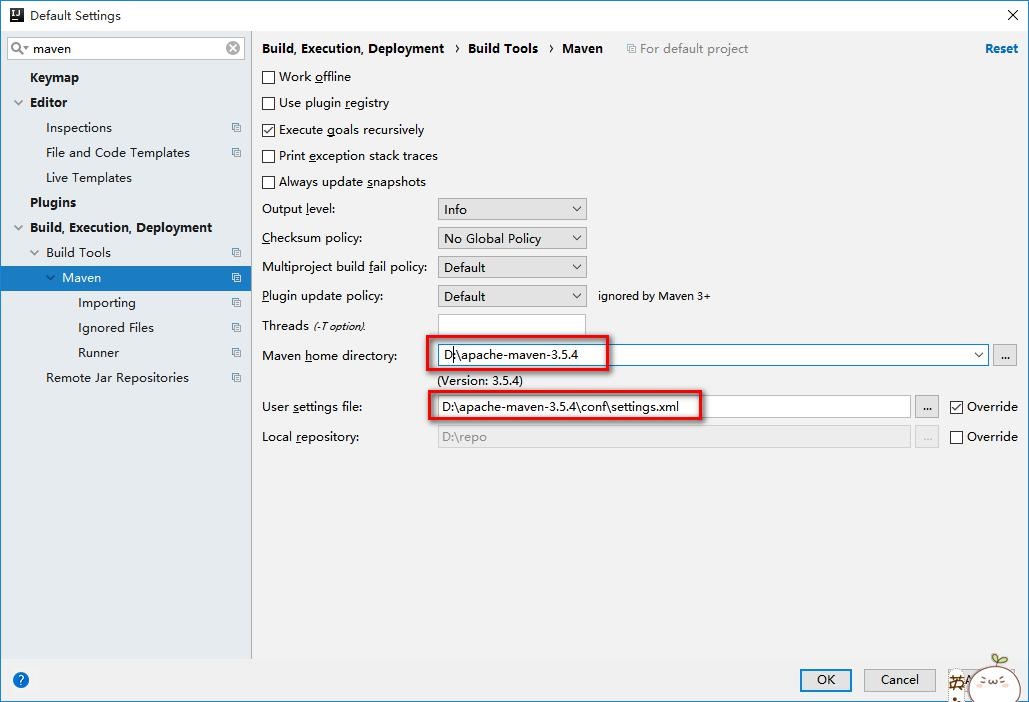 Default Settings
maven
Keymap
Editor
Inspections
File and Code Templates
Live Templates
Plugins
Build, Execution, Deployment
Build Tools
Maven
Importing
Ignored Files
Runner
Remote Jar Repositories
Build, Execution, Deployment › Build Tools › Maven For default project Reset
Work offline
Use plugin registry
Execute goals recursively
Print exception stack traces
Always update snapshots
Output level: Info
Checksum policy: No Global Policy
Multiproject build fail policy: Default
Plugin update policy: Default ignored by Maven 3+
Threads (-T option).
Maven home directory: D:\apache-maven-3.5.4 ...
(Version: 3.5.4)
User settings file: D:\apache-maven-3.5.4\conf\settings.xml ... Override
Local repository: D:\repo ... Override
? OK Cancel 英